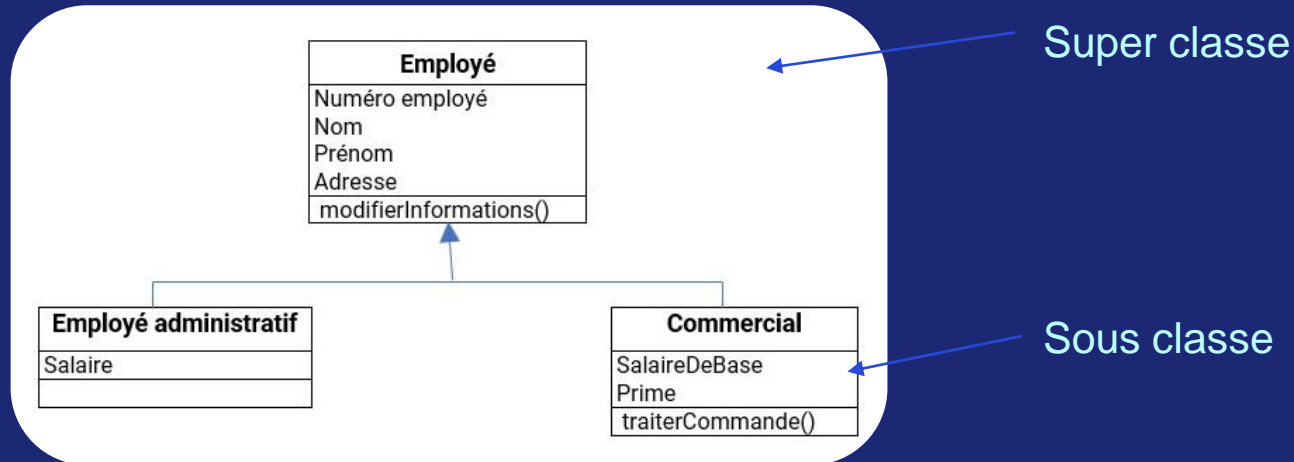 Super classe
Employé
Numéro employé
Nom
Prénom
Adresse
modifierInformations()
Employé administratif
Salaire
Commercial
SalaireDeBase
Prime
traiterCommande()
Sous classe